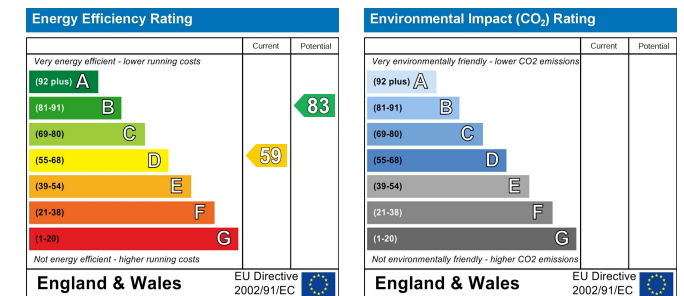 Energy Efficiency Rating
Current Potential
Very energy efficient - lower running costs
(92 plus) A
(81-91) B
83
(69-80) C
(55-68) D
59
(39-54) E
(21-38) F
(1-20) G
Not energy efficient - higher running costs
England & Wales
EU Directive
2002/91/EC
Environmental Impact (CO2) Rating
Current Potential
Very environmentally friendly - lower CO2 emissions
(92 plus) A
(81-91) B
(69-80) C
(55-68) D
(39-54) E
(21-38) F
(1-20) G
Not environmentally friendly - higher CO2 emissions
England & Wales
EU Directive
2002/91/EC